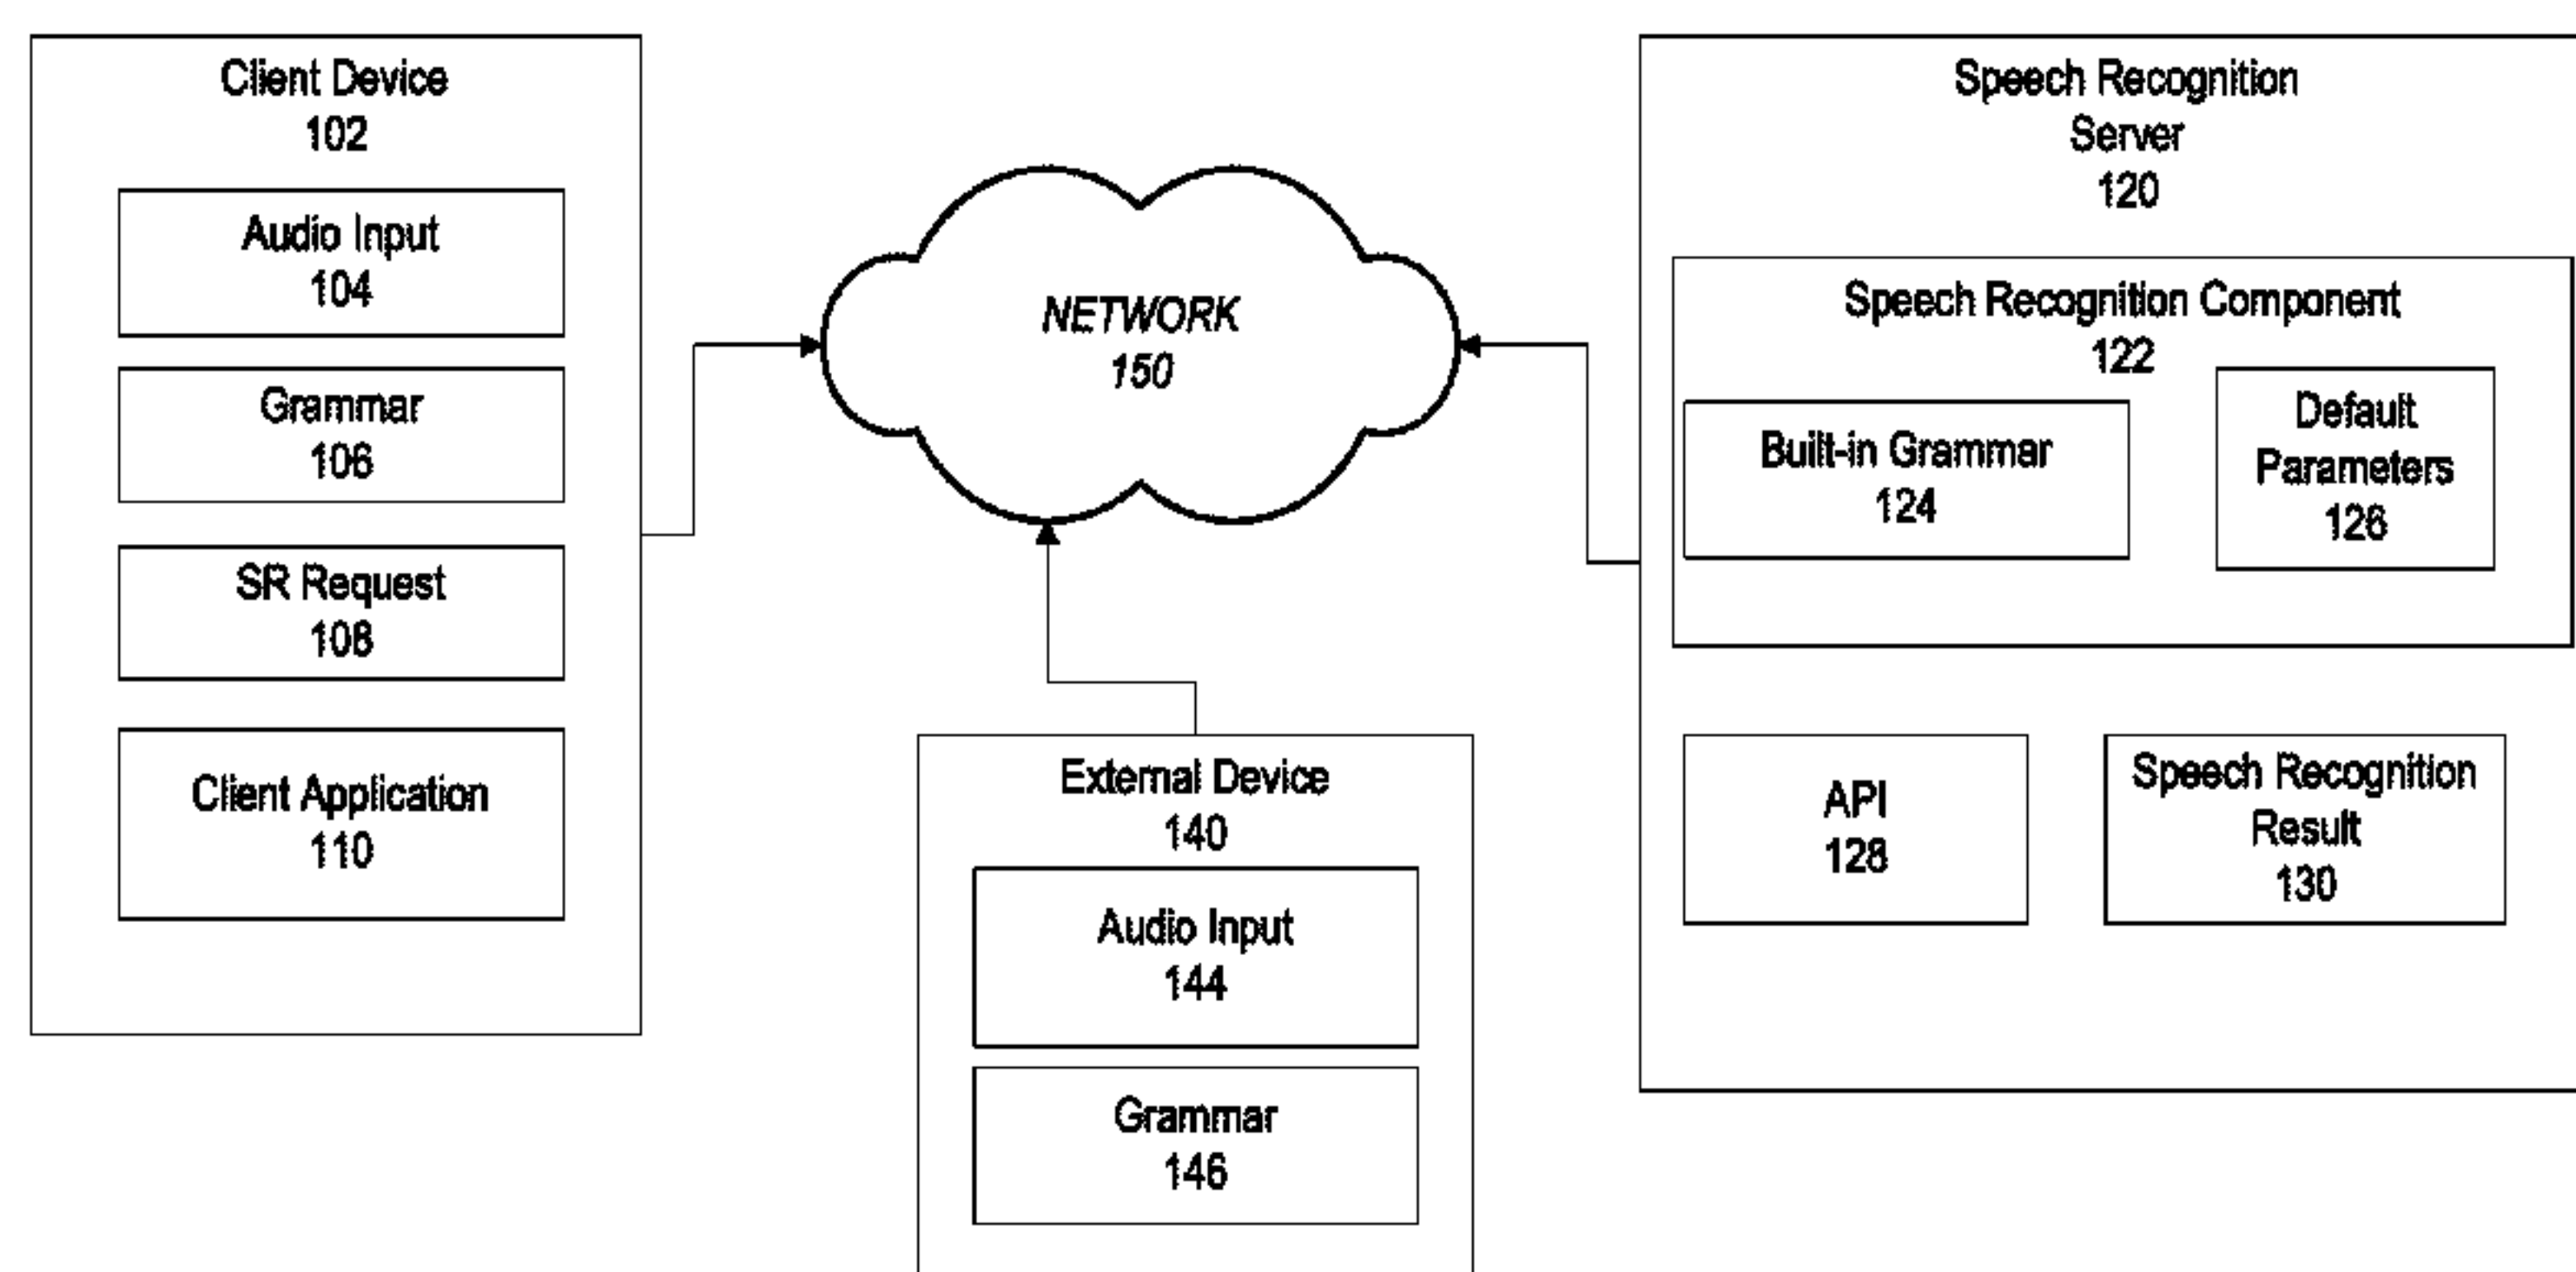 Client Device
102
Audio Input
104
Grammar
106
SR Request
108
Client Application
110
NETWORK
150
External Device
140
Audio Input
144
Grammar
146
Speech Recognition
Server
120
Speech Recognition Component
122
Built-in Grammar
124
Default
Parameters
126
API
128
Speech Recognition
Result
130